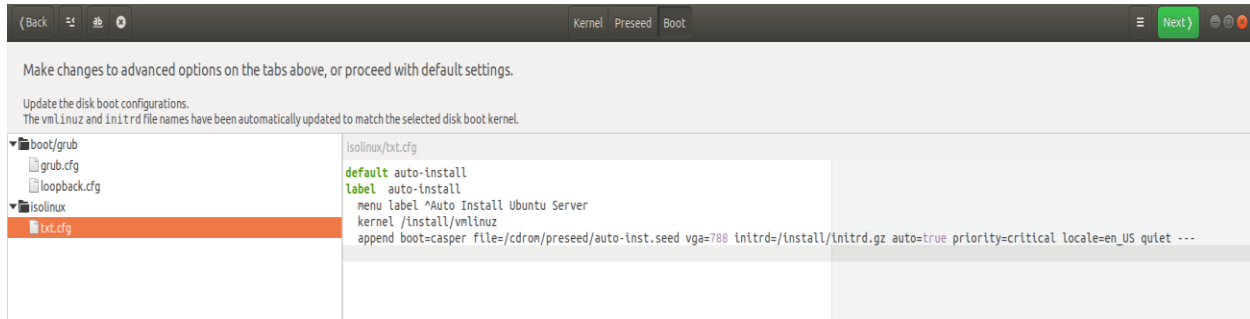 Back Kernel Preseed Boot Next
Make changes to advanced options on the tabs above, or proceed with default settings.
Update the disk boot configurations.
The vmlinuz and initrd file names have been automatically updated to match the selected disk boot kernel.
boot/grub
grub.cfg
loopback.cfg
isolinux
txt.cfg
isolinux/txt.cfg
default auto-install
label  auto-install
  menu label ^Auto Install Ubuntu Server
  kernel /install/vmlinuz
  append boot=casper file=/cdrom/preseed/auto-inst.seed vga=788 initrd=/install/initrd.gz auto=true priority=critical locale=en_US quiet ---